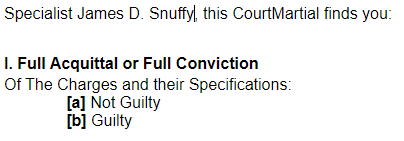 Specialist James D. Snuffy, this CourtMartial finds you:
I. Full Acquittal or Full Conviction
Of The Charges and their Specifications:
[a] Not Guilty
[b] Guilty